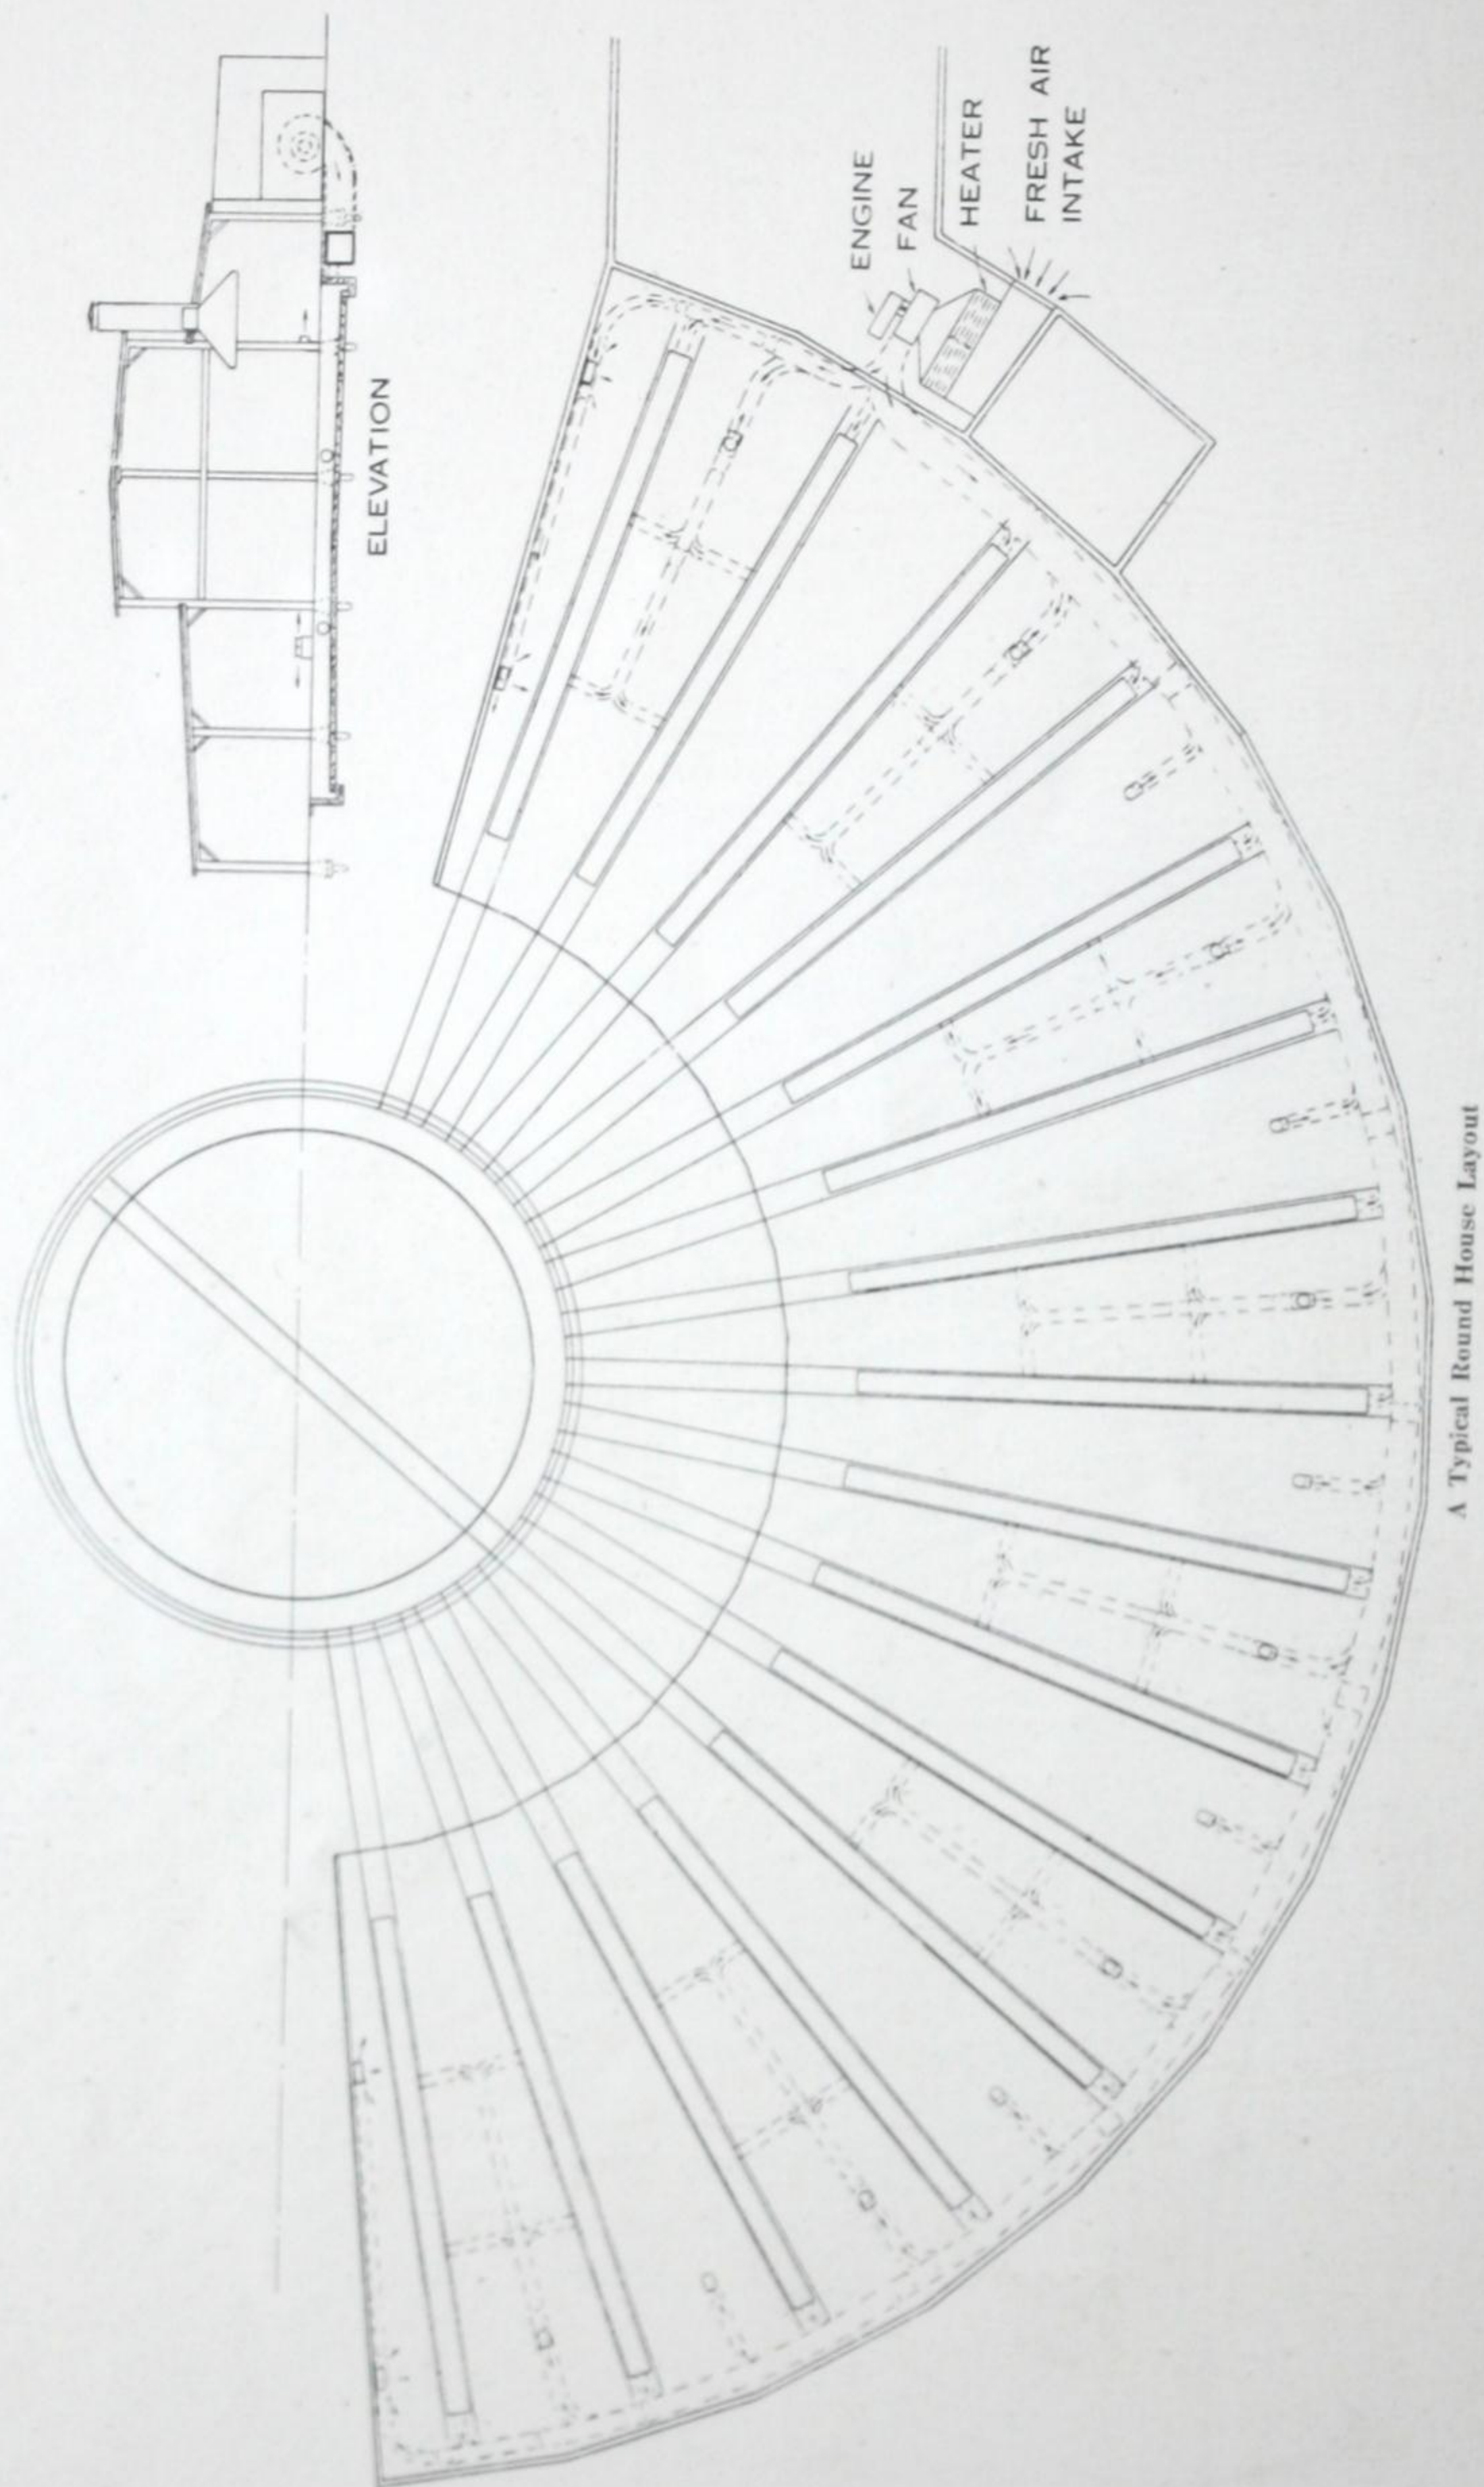 ELEVATION
ENGINE
FAN
HEATER
FRESH AIR
INTAKE
A Typical Round House Layout